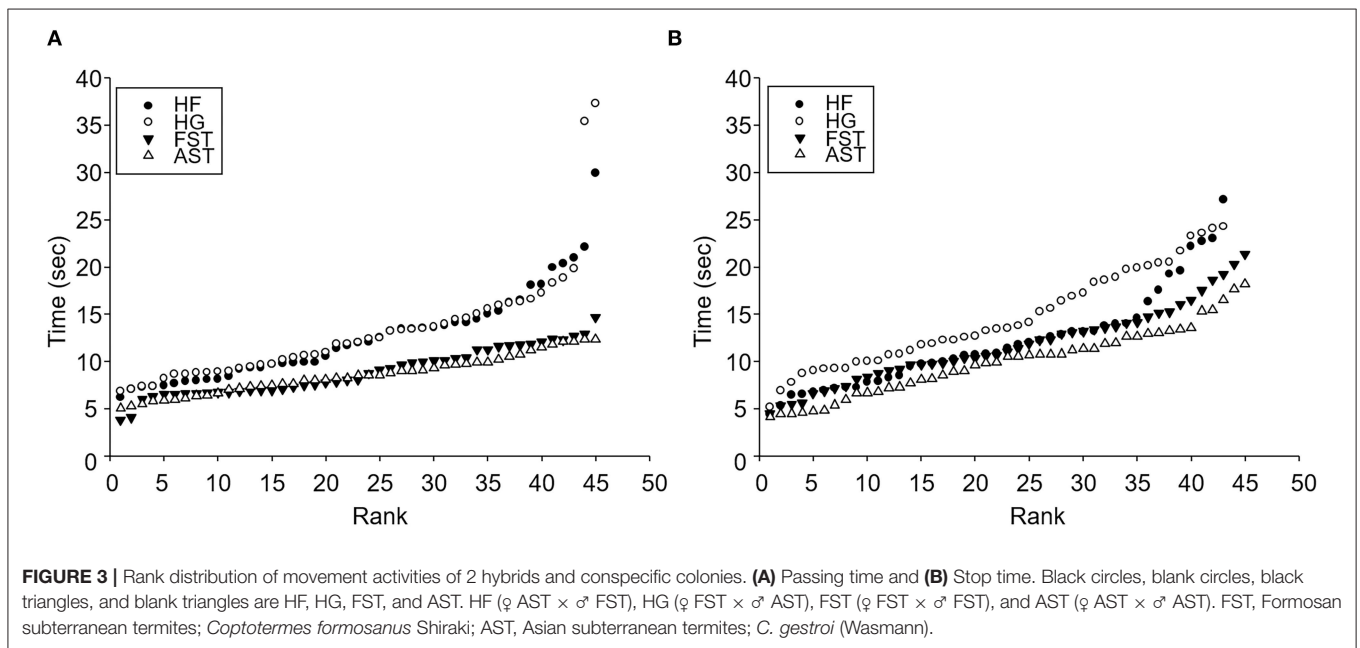 A
Time (sec)
40
35
30
25
20
15
10
5
0
HF
HG
FST
AST
0 5 10 15 20 25 30 35 40 45 50
Rank
B
Time (sec)
40
35
30
25
20
15
10
5
0
HF
HG
FST
AST
0 5 10 15 20 25 30 35 40 45 50
Rank
FIGURE 3 | Rank distribution of movement activities of 2 hybrids and conspecific colonies. (A) Passing time and (B) Stop time. Black circles, blank circles, black
triangles, and blank triangles are HF, HG, FST, and AST. HF (♀ AST × ♂ FST), HG (♀ FST × ♂ AST), FST (♀ FST × ♂ FST), and AST (♀ AST × ♂ AST). FST, Formosan
subterranean termites; Coptotermes formosanus Shiraki; AST, Asian subterranean termites; C. gestroi (Wasmann).